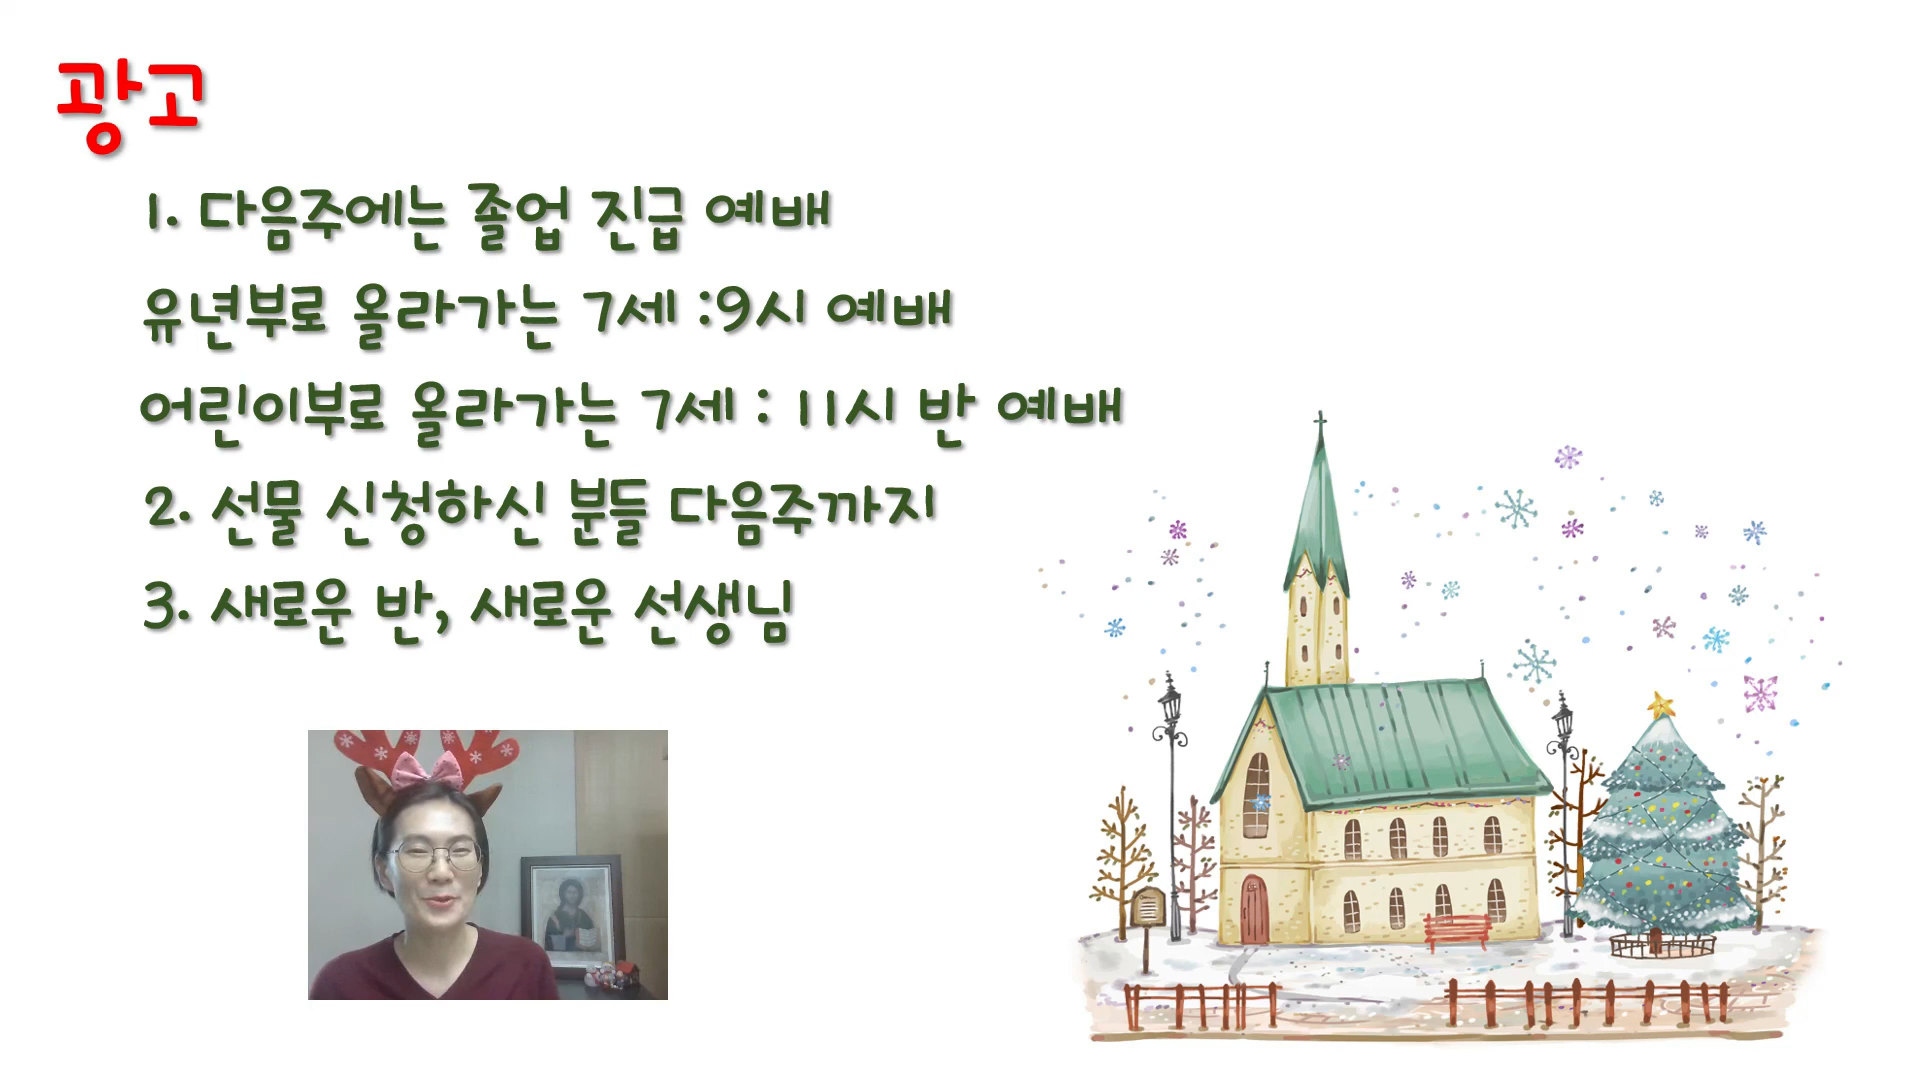 광고
1. 다음주에는 졸업 진급 예배
유년부로 올라가는 7세 :9시 예배
어린이부로 올라가는 7세 : 11시 반 예배
2. 선물 신청하신 분들 다음주까지
3. 새로운 반, 새로운 선생님